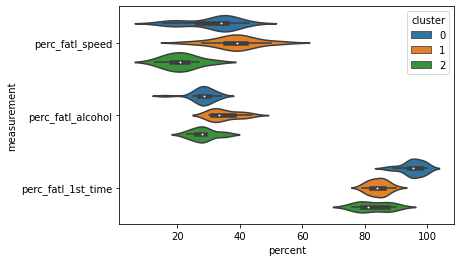 cluster
0
1
2
perc_fatl_speed
perc_fatl_alcohol
perc_fatl_1st_time
measurement
20 40 60 80 100
percent